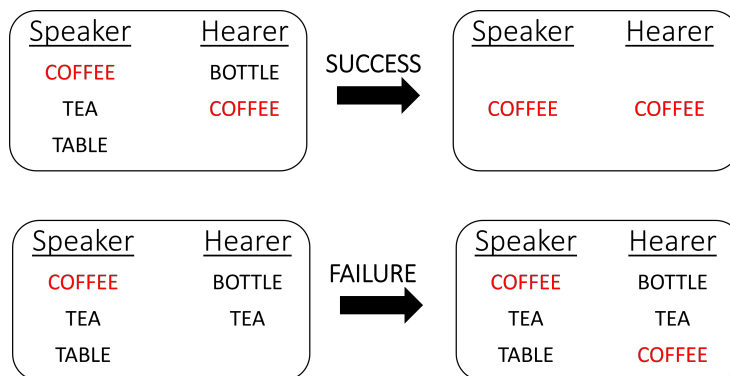 Speaker Hearer
COFFEE BOTTLE
TEA COFFEE
TABLE
SUCCESS
Speaker Hearer
COFFEE COFFEE
Speaker Hearer
COFFEE BOTTLE
TEA TEA
TABLE
FAILURE
Speaker Hearer
COFFEE BOTTLE
TEA TEA
TABLE COFFEE